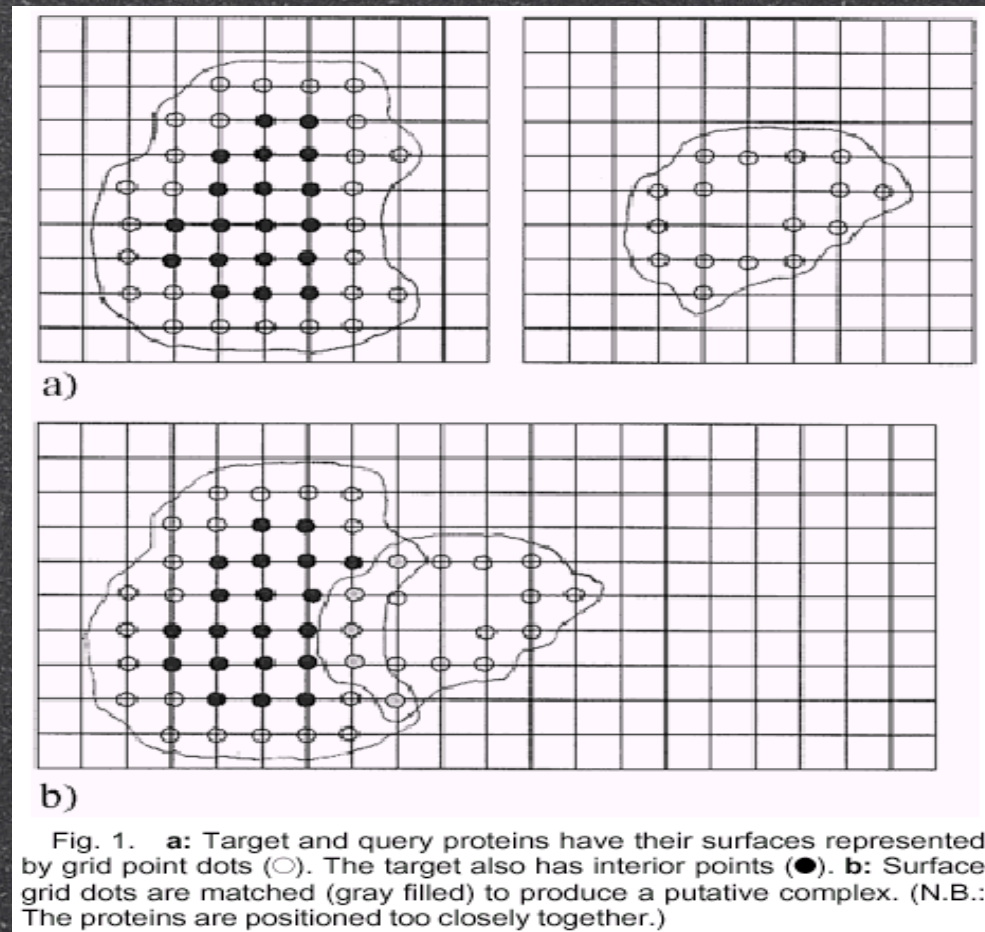 a)
b)
Fig. 1. a: Target and query proteins have their surfaces represented
by grid point dots (○). The target also has interior points (●). b: Surface
grid dots are matched (gray filled) to produce a putative complex. (N.B.:
The proteins are positioned too closely together.)